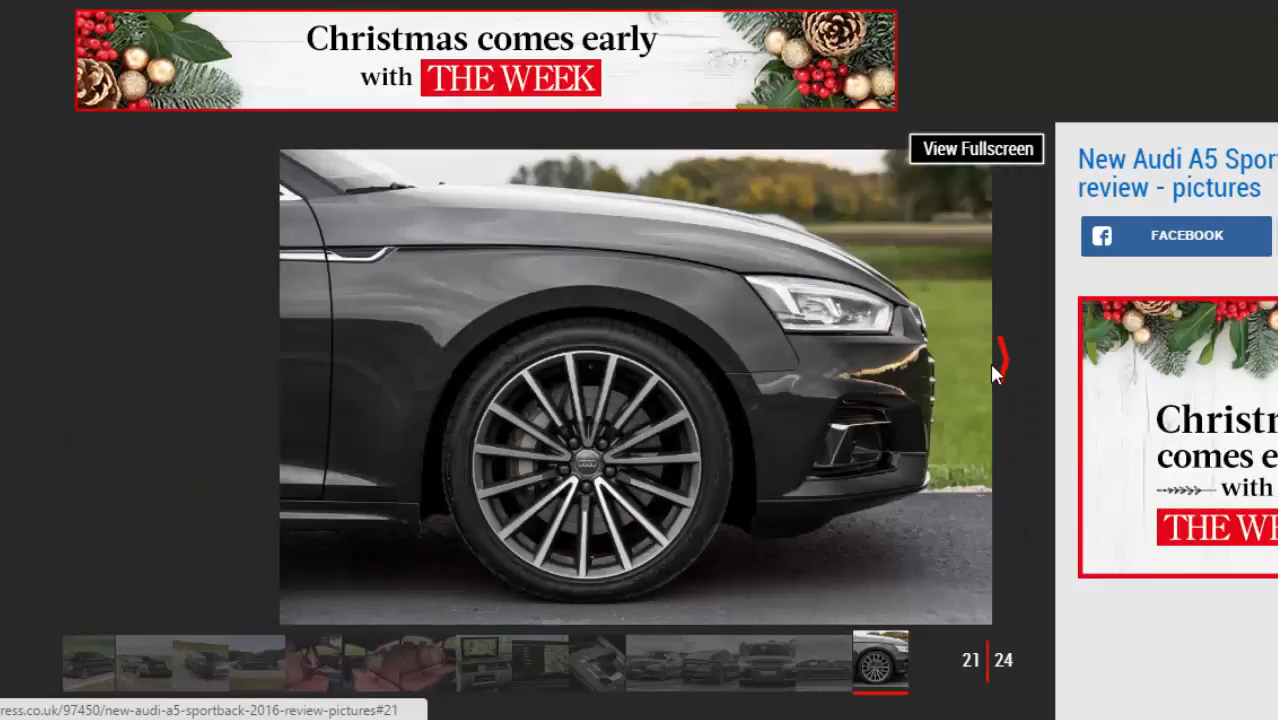 Christmas comes early
with THE WEEK
View Fullscreen
New Audi A5 Spor
review - pictures
FACEBOOK
Christ
comes e
with
THE WE
21 24
ress.co.uk/97450/new-audi-a5-sportback-2016-review-pictures#21